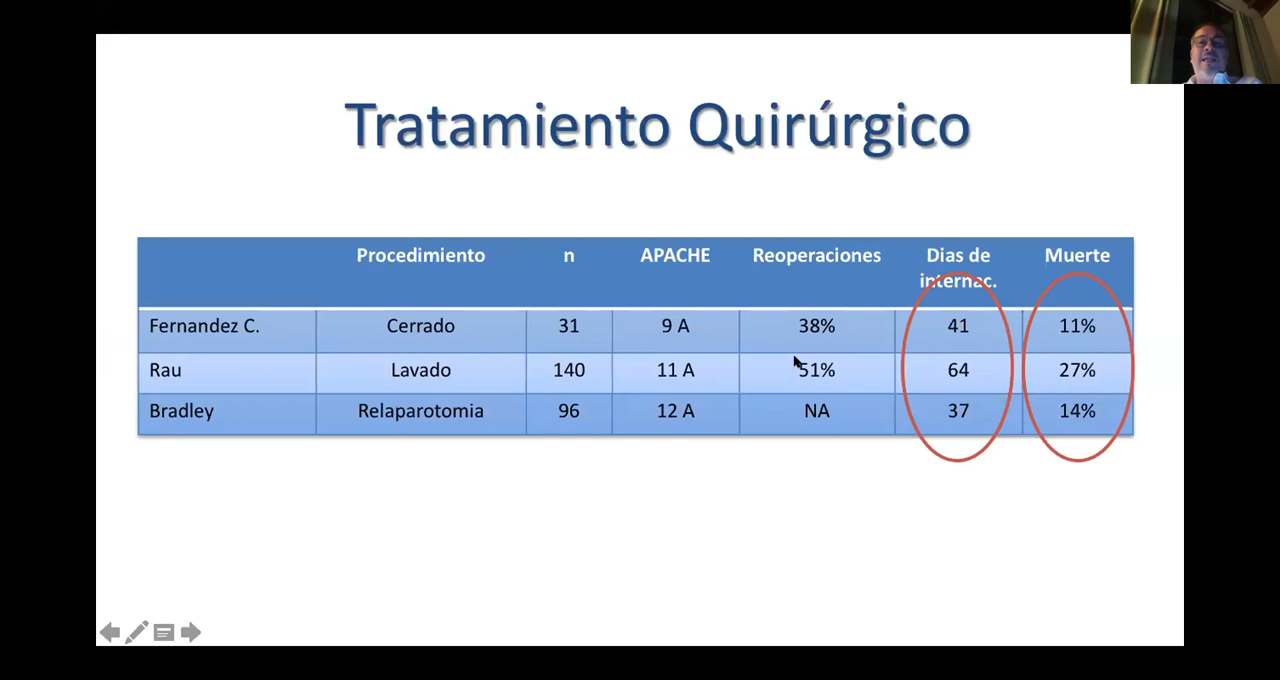 Tratamiento Quirúrgico
Procedimiento n APACHE Reoperaciones Dias de internac. Muerte
Fernandez C. Cerrado 31 9 A 38% 41 11%
Rau Lavado 140 11 A 51% 64 27%
Bradley Relaparotomia 96 12 A NA 37 14%